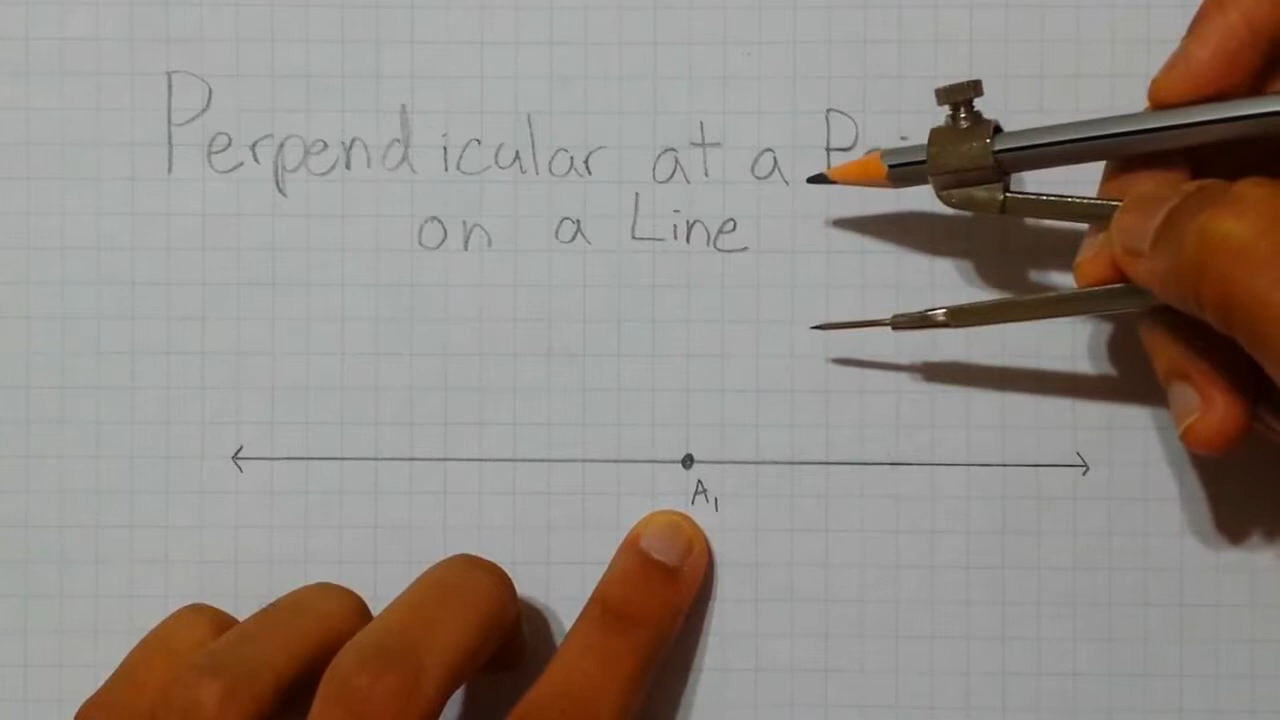 Perpendicular at a
on a Line
A₁